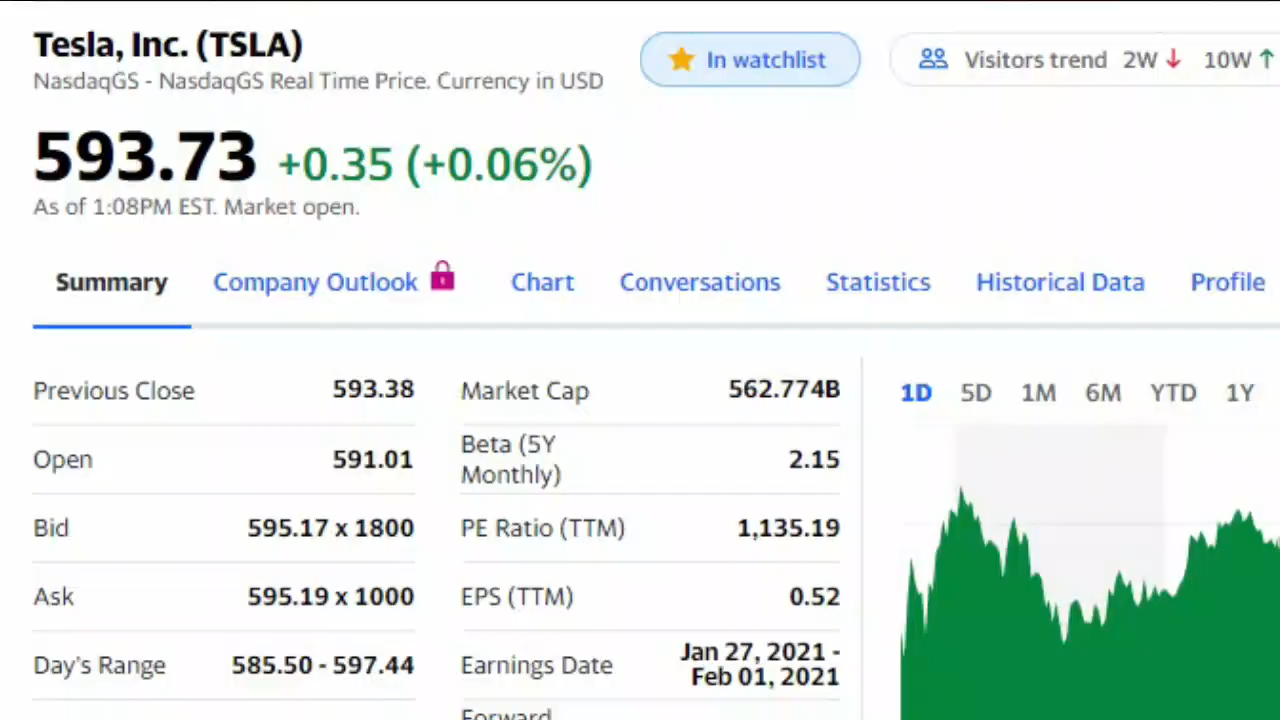 Tesla, Inc. (TSLA)
NasdaqGS - NasdaqGS Real Time Price. Currency in USD
In watchlist
Visitors trend 2W↓ 10W↑
593.73 +0.35 (+0.06%)
As of 1:08PM EST. Market open.
Summary Company Outlook Chart Conversations Statistics Historical Data Profile
Previous Close 593.38
Open 591.01
Bid 595.17 x 1800
Ask 595.19 x 1000
Day's Range 585.50 - 597.44
Market Cap 562.774B
Beta (5Y
Monthly) 2.15
PE Ratio (TTM) 1,135.19
EPS (TTM) 0.52
Earnings Date Jan 27, 2021 -
Feb 01, 2021
Forward
1D 5D 1M 6M YTD 1Y